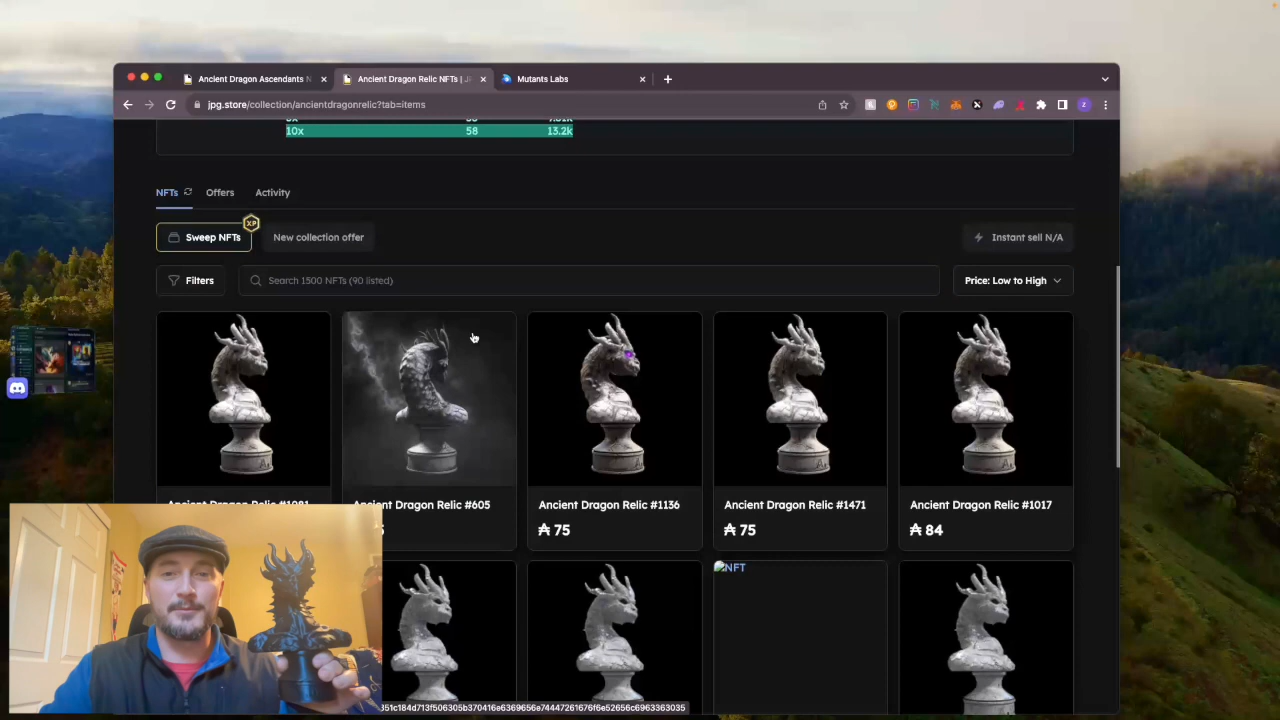 Ancient Dragon Ascendants N
Ancient Dragon Relic NFTs | JP
Mutants Labs
jpg.store/collection/ancientdragonrelic?tab=items
10x 58 13.2k
NFTs Offers Activity
XP
Sweep NFTs New collection offer Instant sell N/A
Filters Search 1500 NFTs (90 listed) Price: Low to High
Ancient Dragon Relic #605 Ancient Dragon Relic #1136 Ancient Dragon Relic #1471 Ancient Dragon Relic #1017
₳ 75 ₳ 75 ₳ 84
NFT